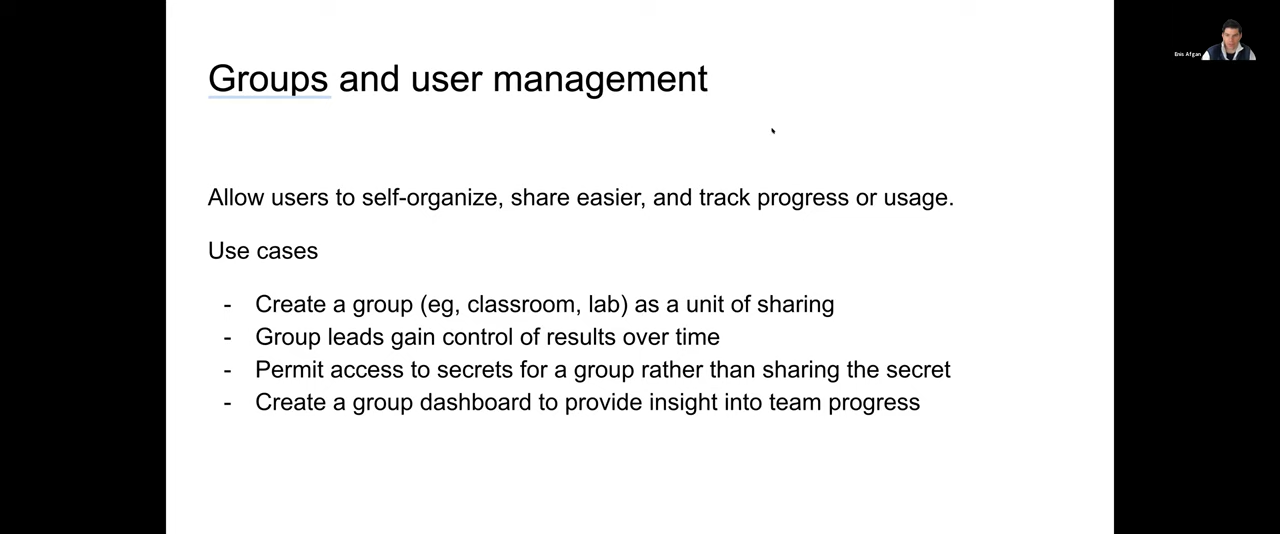 Groups and user management
Enis Afgan
Allow users to self-organize, share easier, and track progress or usage.
Use cases
- Create a group (eg, classroom, lab) as a unit of sharing
- Group leads gain control of results over time
- Permit access to secrets for a group rather than sharing the secret
- Create a group dashboard to provide insight into team progress